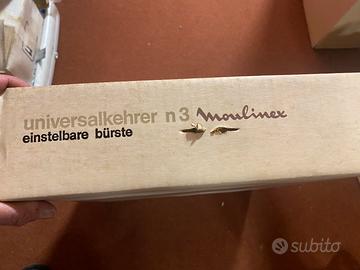 universalkehrer n 3 Moulinex
einstelbare bürste
subito